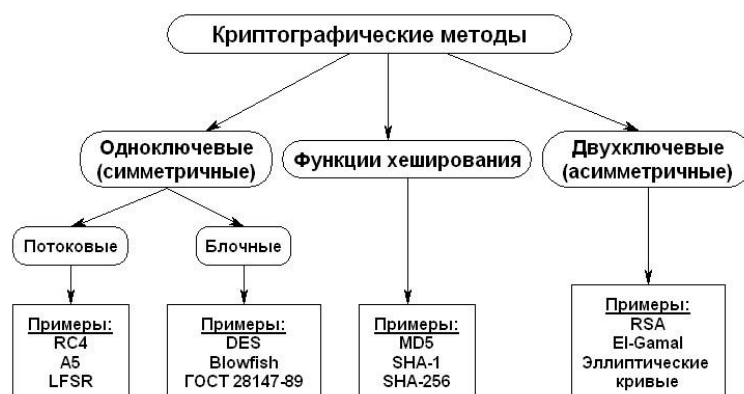 Криптографические методы
Одноключевые
(симметричные)
Функции хеширования
Двухключевые
(асимметричные)
Потоковые
Блочные
Примеры:
RC4
A5
LFSR
Примеры:
DES
Blowfish
ГОСТ 28147-89
Примеры:
MD5
SHA-1
SHA-256
Примеры:
RSA
El-Gamal
Эллиптические
кривые